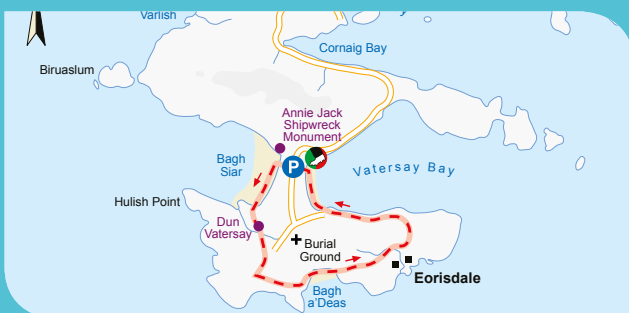 Varlish
Cornaig Bay
Biruaslum
Annie Jack
Shipwreck
Monument
P
Bagh
Siar
Vatersay Bay
Hulish Point
Dun
Vatersay
Burial
Ground
Eorisdale
Bagh
a'Deas